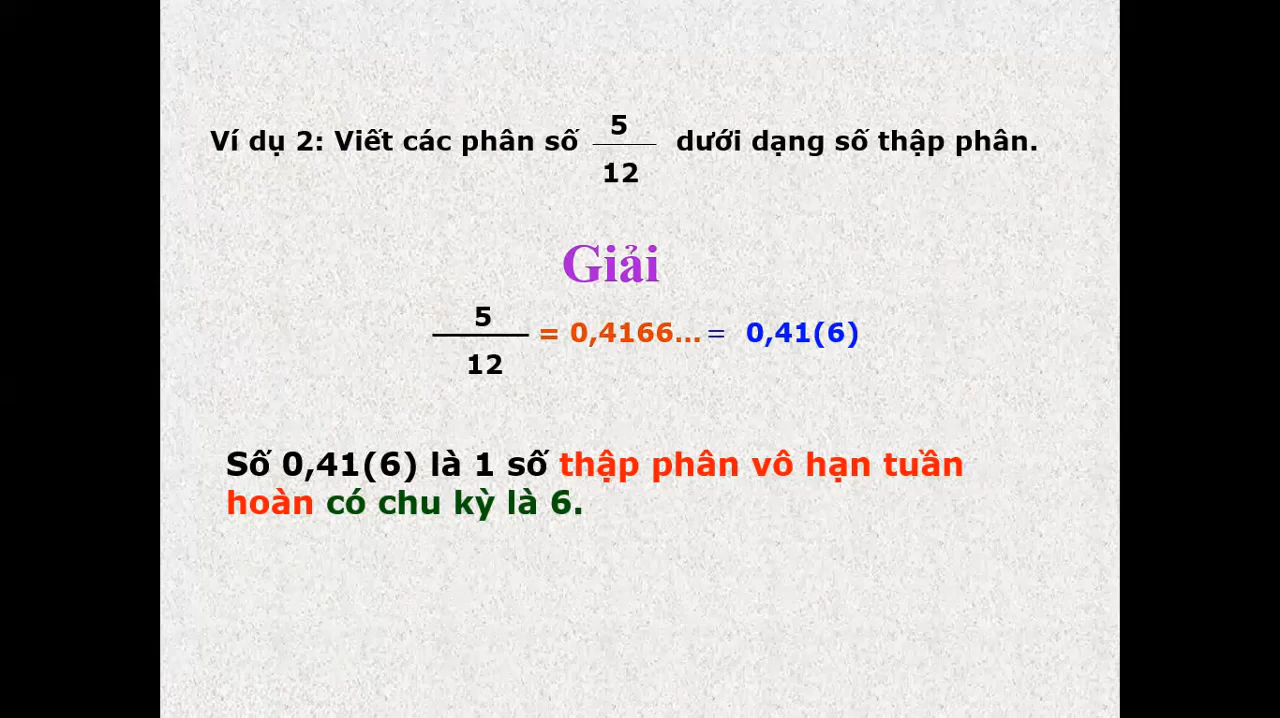 Ví dụ 2: Viết các phân số 5/12 dưới dạng số thập phân.
Giải
5/12 = 0,4166... = 0,41(6)
Số 0,41(6) là 1 số thập phân vô hạn tuần
hoàn có chu kỳ là 6.